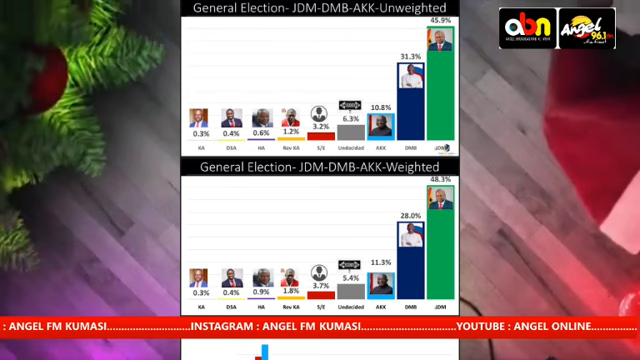 General Election- JDM-DMB-AKK-Unweighted
45.9%
31.3%
10.8%
6.3%
3.2%
1.2%
0.6%
0.4%
0.3%
KA DSA HA Rev KA S/E Undecided AKK DMB JDM
General Election- JDM-DMB-AKK-Weighted
48.3%
28.0%
11.3%
5.4%
3.7%
1.8%
0.9%
0.4%
0.3%
KA DSA HA Rev KA S/E Undecided AKK DMB JDM
abn
Angel
96.1 fm
: ANGEL FM KUMASI.............................INSTAGRAM : ANGEL FM KUMASI.............................YOUTUBE : ANGEL ONLINE.............................